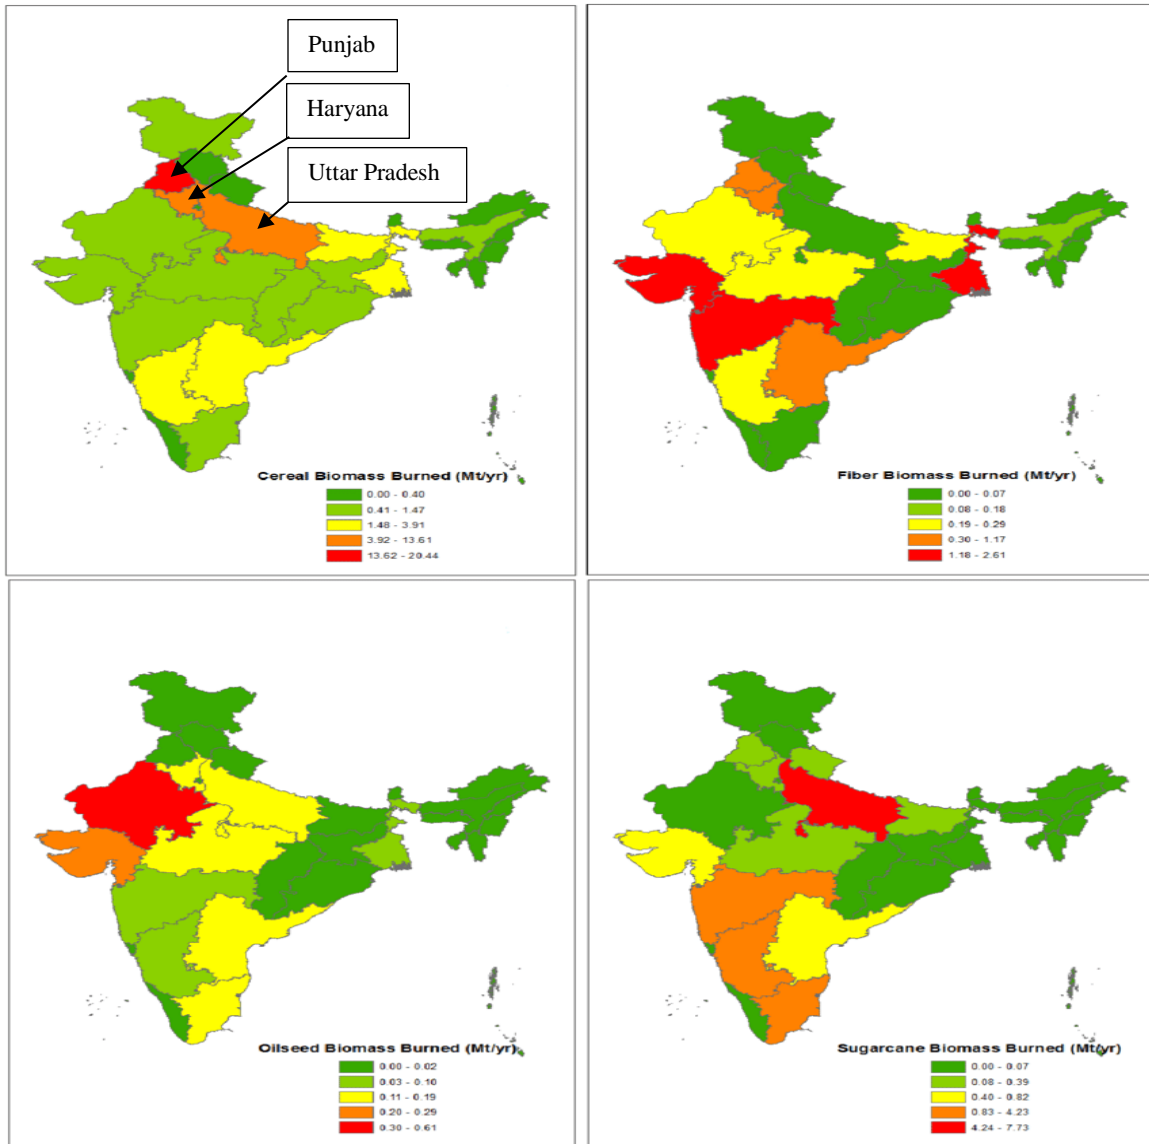 Punjab
Haryana
Uttar Pradesh
Cereal Biomass Burned (Mt/yr)
0.00 - 0.40
0.41 - 1.47
1.48 - 3.91
3.92 - 13.61
13.62 - 20.44
Fiber Biomass Burned (Mt/yr)
0.00 - 0.07
0.08 - 0.18
0.19 - 0.29
0.30 - 1.17
1.18 - 2.61
Oilseed Biomass Burned (Mt/yr)
0.00 - 0.02
0.03 - 0.10
0.11 - 0.19
0.20 - 0.29
0.30 - 0.61
Sugarcane Biomass Burned (Mt/yr)
0.00 - 0.07
0.08 - 0.39
0.40 - 0.82
0.83 - 4.23
4.24 - 7.73